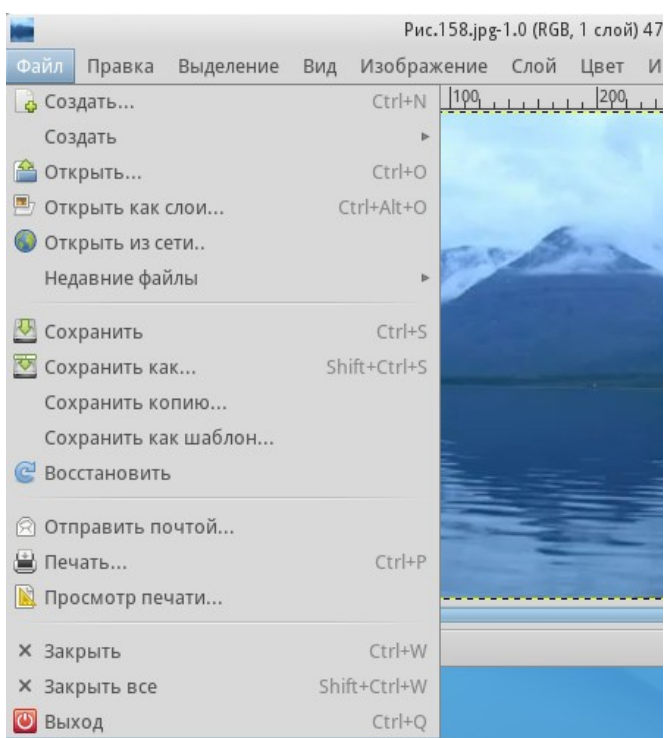 Рис.158.jpg-1.0 (RGB, 1 слой) 47
Файл Правка Выделение Вид Изображение Слой Цвет И
Создать... Ctrl+N
100 200
Создать
Открыть... Ctrl+O
Открыть как слои... Ctrl+Alt+O
Открыть из сети..
Недавние файлы
Сохранить Ctrl+S
Сохранить как... Shift+Ctrl+S
Сохранить копию...
Сохранить как шаблон...
Восстановить
Отправить почтой...
Печать... Ctrl+P
Просмотр печати...
Закрыть Ctrl+W
Закрыть все Shift+Ctrl+W
Выход Ctrl+Q